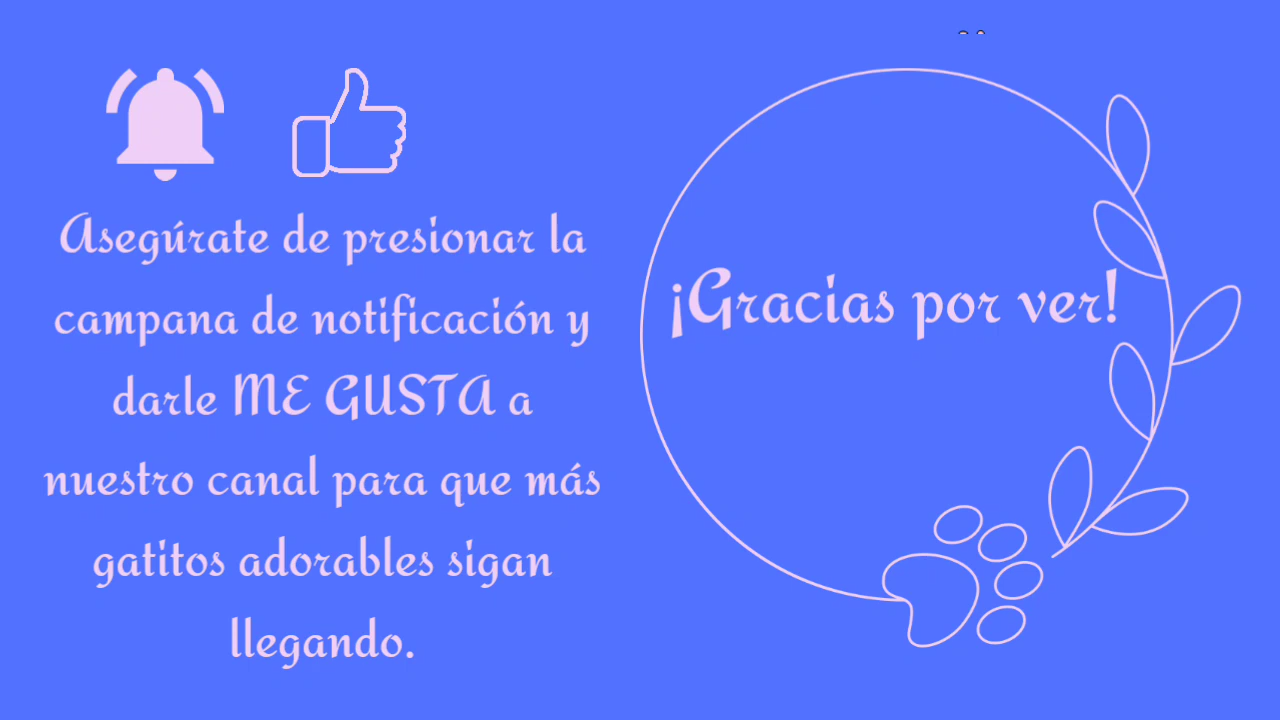 Asegúrate de presionar la
campana de notificación y
darle ME GUSTA a
nuestro canal para que más
gatitos adorables sigan
llegando.
¡Gracias por ver!